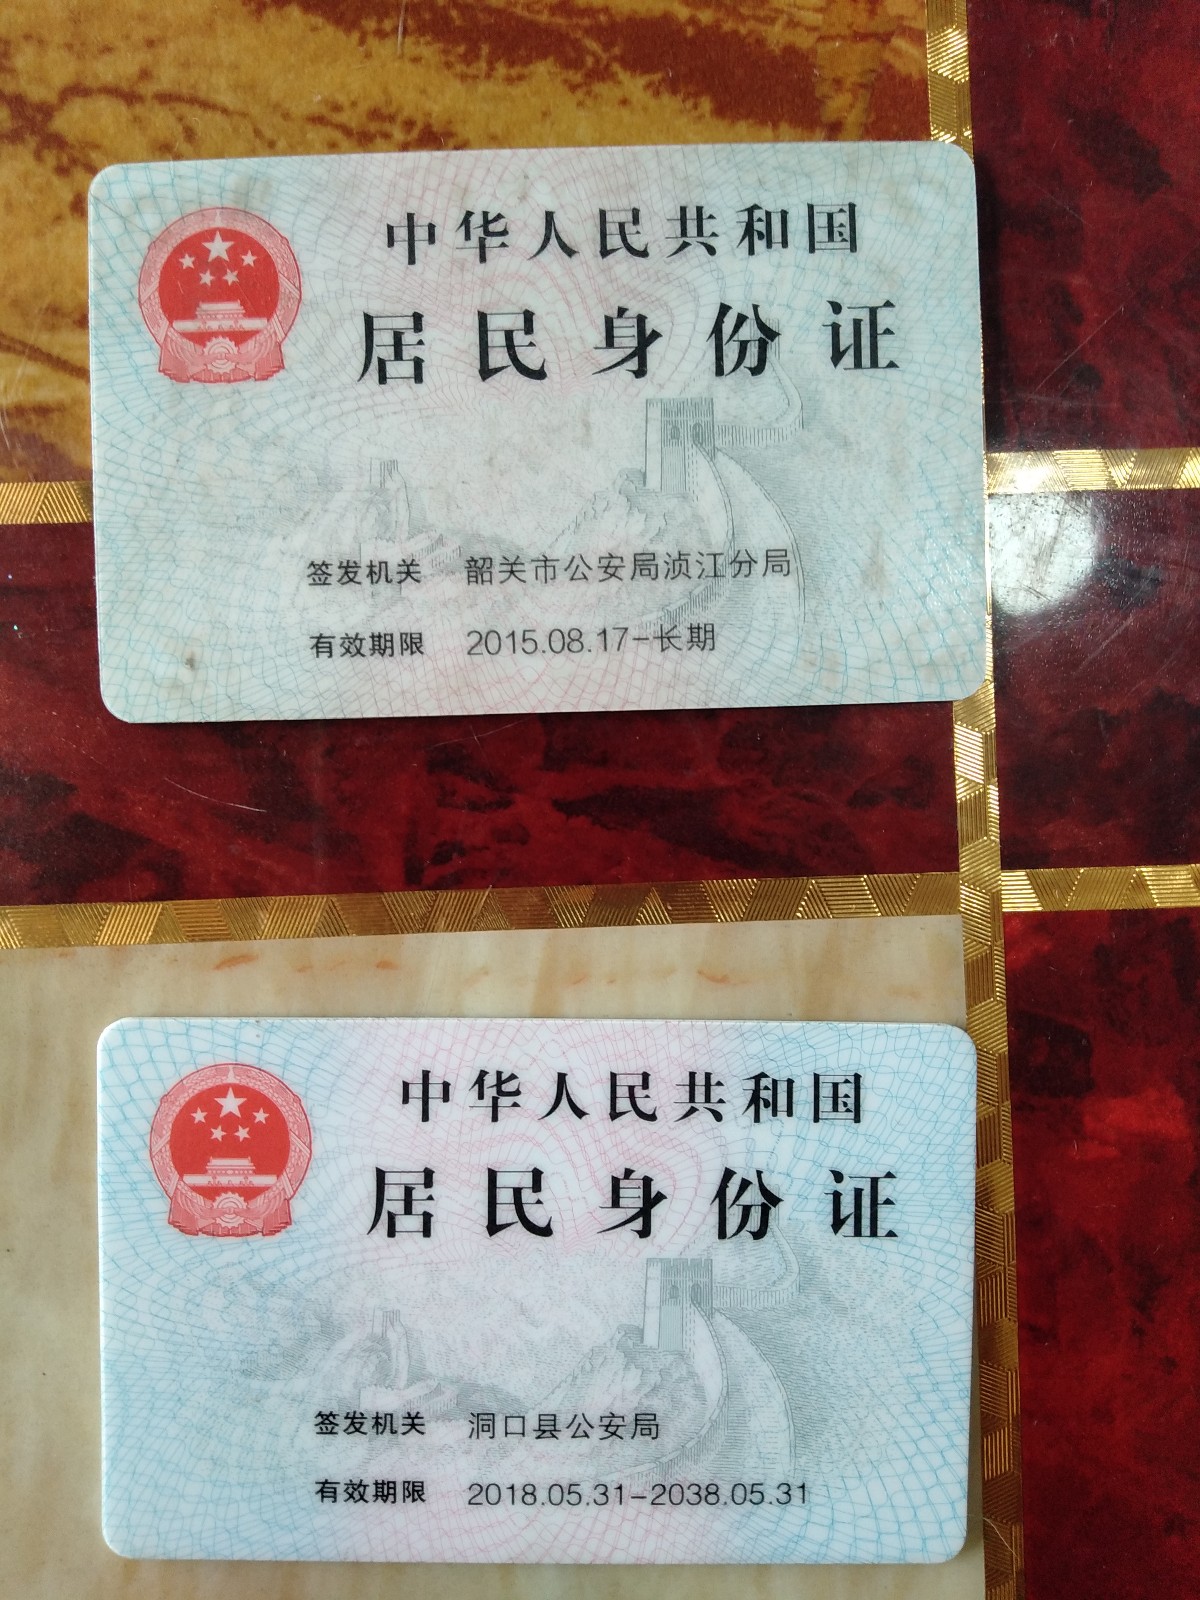 中华人民共和国
居民身份证
签发机关 韶关市公安局浈江分局
有效期限 2015.08.17-长期
中华人民共和国
居民身份证
签发机关 洞口县公安局
有效期限 2018.05.31-2038.05.31